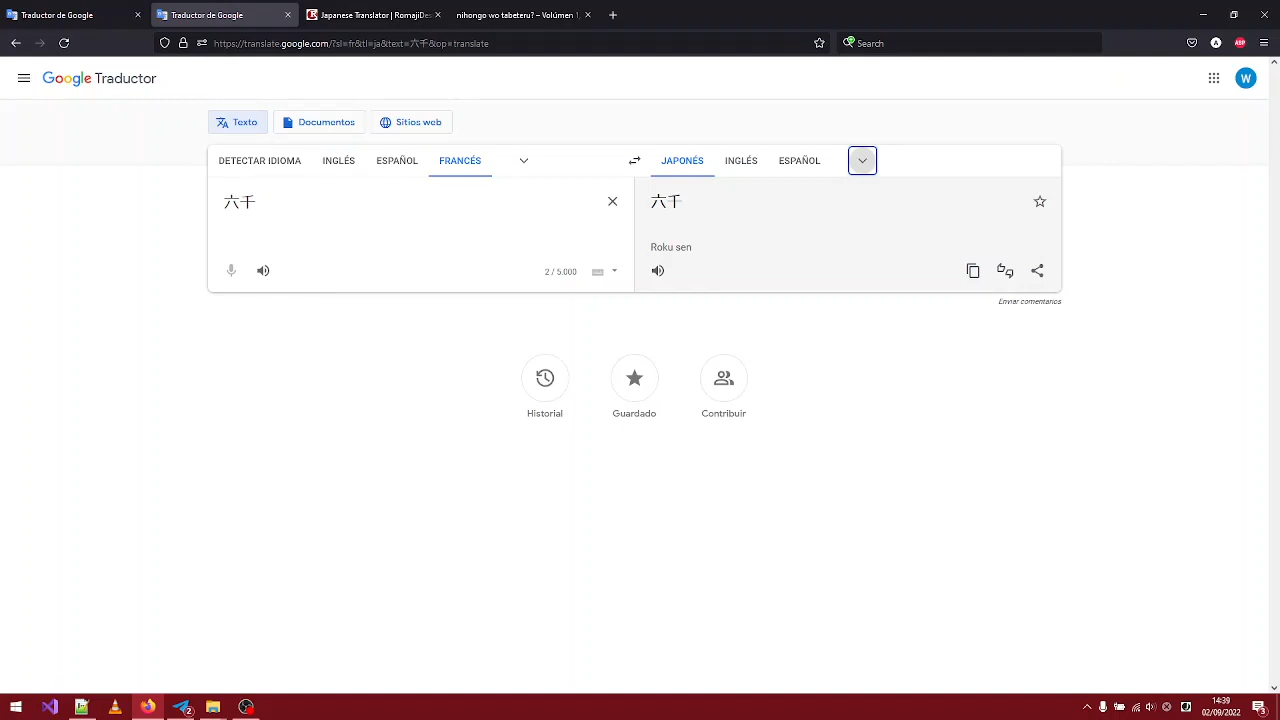 Traductor de Google
Traductor de Google
Japanese Translator | RomajiDes
nihongo wo tabeteru? – Volúmen 1
https://translate.google.com/?sl=fr&tl=ja&text=六千&op=translate
Search
Google Traductor
W
Texto
Documentos
Sitios web
DETECTAR IDIOMA
INGLÉS
ESPAÑOL
FRANCÉS
JAPONÉS
INGLÉS
ESPAÑOL
六千
六千
Roku sen
2 / 5.000
Enviar comentarios
Historial
Guardado
Contribuir
14:39
02/09/2022